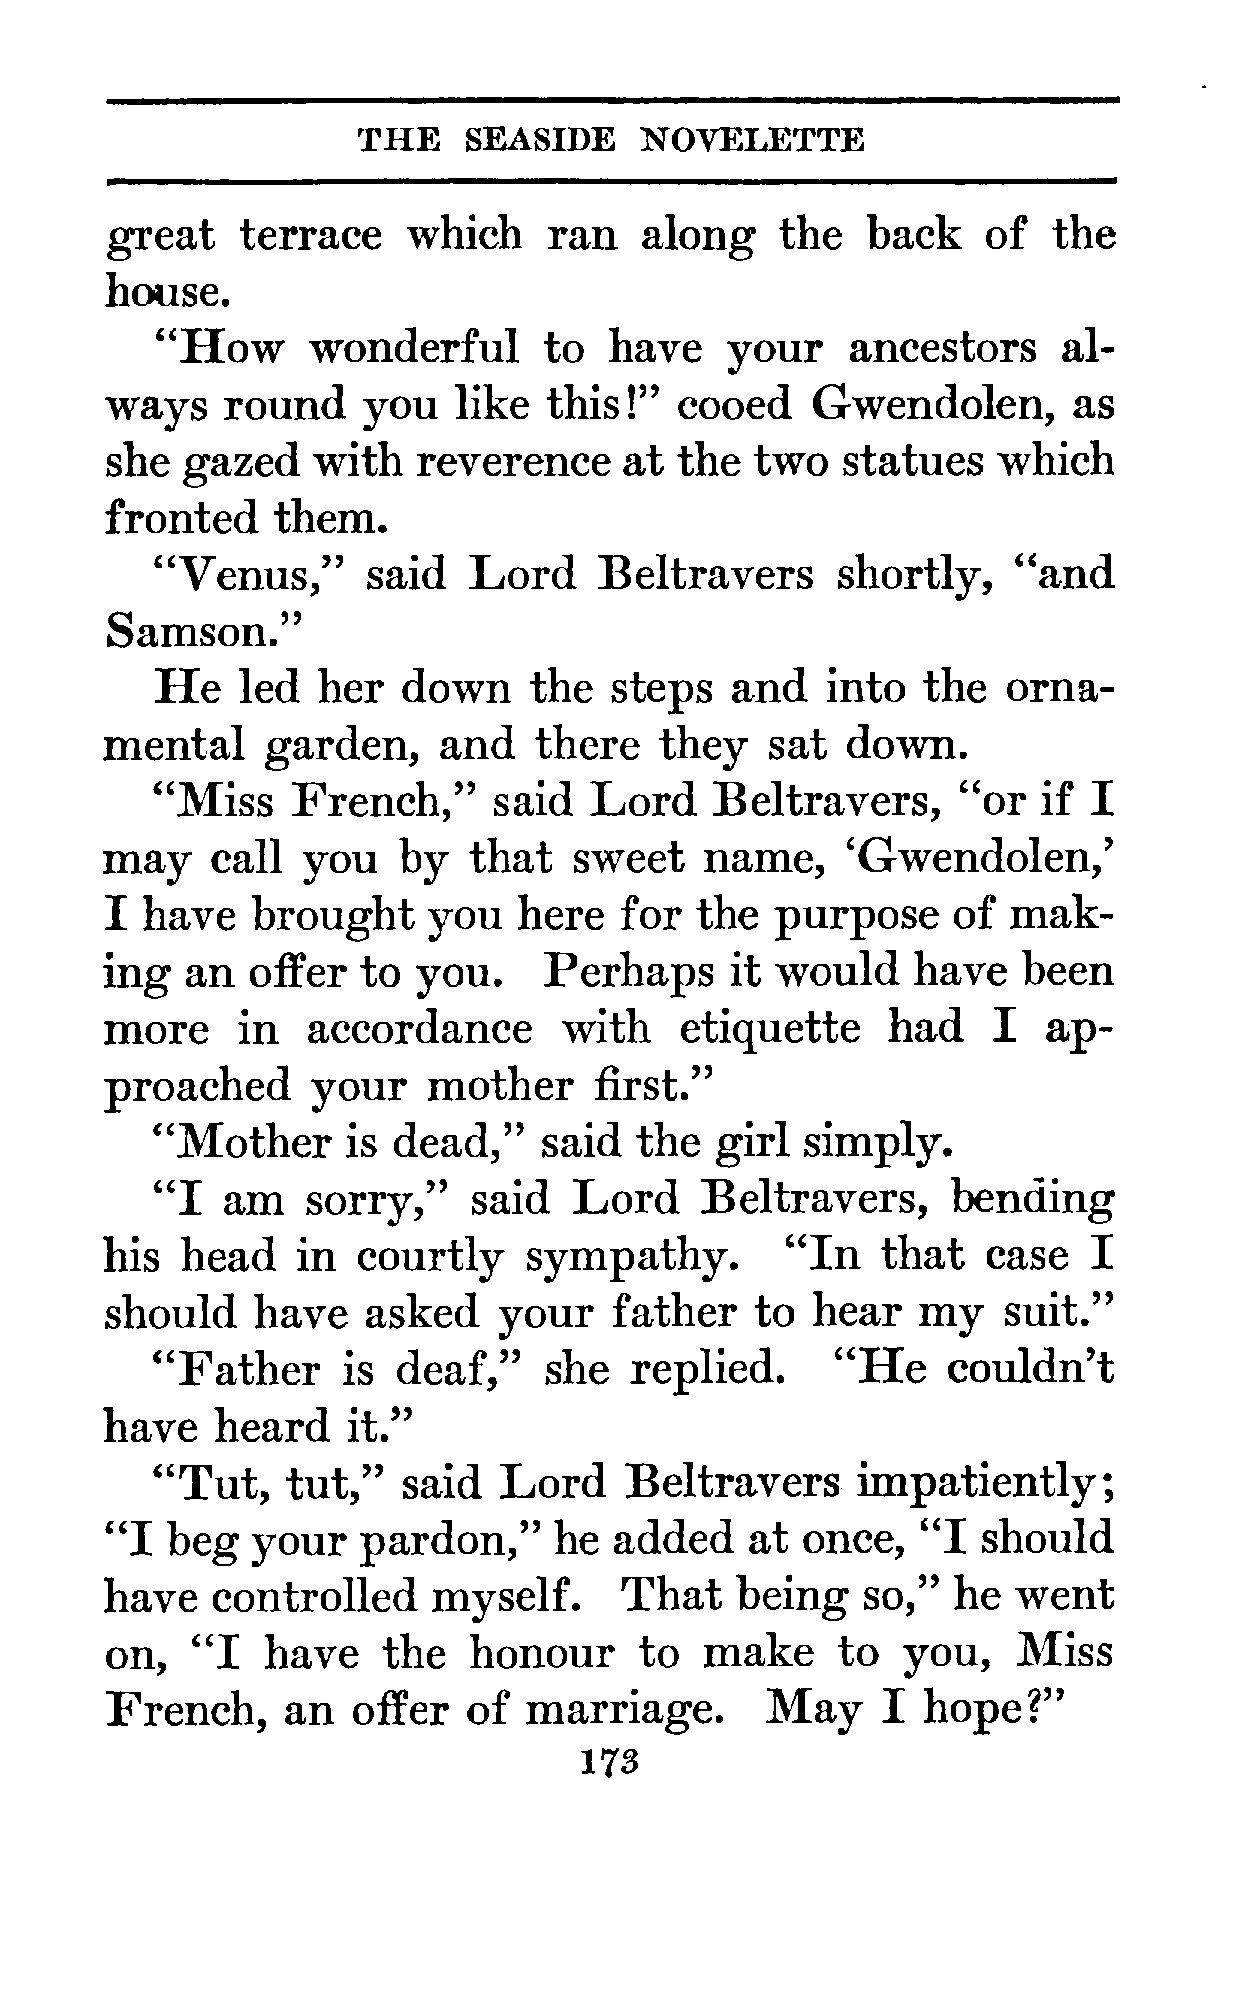 THE SEASIDE NOVELETTE
great terrace which ran along the back of the
house.
“How wonderful to have your ancestors al-
ways round you like this!” cooed Gwendolen, as
she gazed with reverence at the two statues which
fronted them.
“Venus,” said Lord Beltravers shortly, “and
Samson.”
He led her down the steps and into the orna-
mental garden, and there they sat down.
“Miss French,” said Lord Beltravers, “or if I
may call you by that sweet name, ‘Gwendolen,’
I have brought you here for the purpose of mak-
ing an offer to you. Perhaps it would have been
more in accordance with etiquette had I ap-
proached your mother first.”
“Mother is dead,” said the girl simply.
“I am sorry,” said Lord Beltravers, bending
his head in courtly sympathy. “In that case I
should have asked your father to hear my suit.”
“Father is deaf,” she replied. “He couldn’t
have heard it.”
“Tut, tut,” said Lord Beltravers impatiently;
“I beg your pardon,” he added at once, “I should
have controlled myself. That being so,” he went
on, “I have the honour to make to you, Miss
French, an offer of marriage. May I hope?”
173